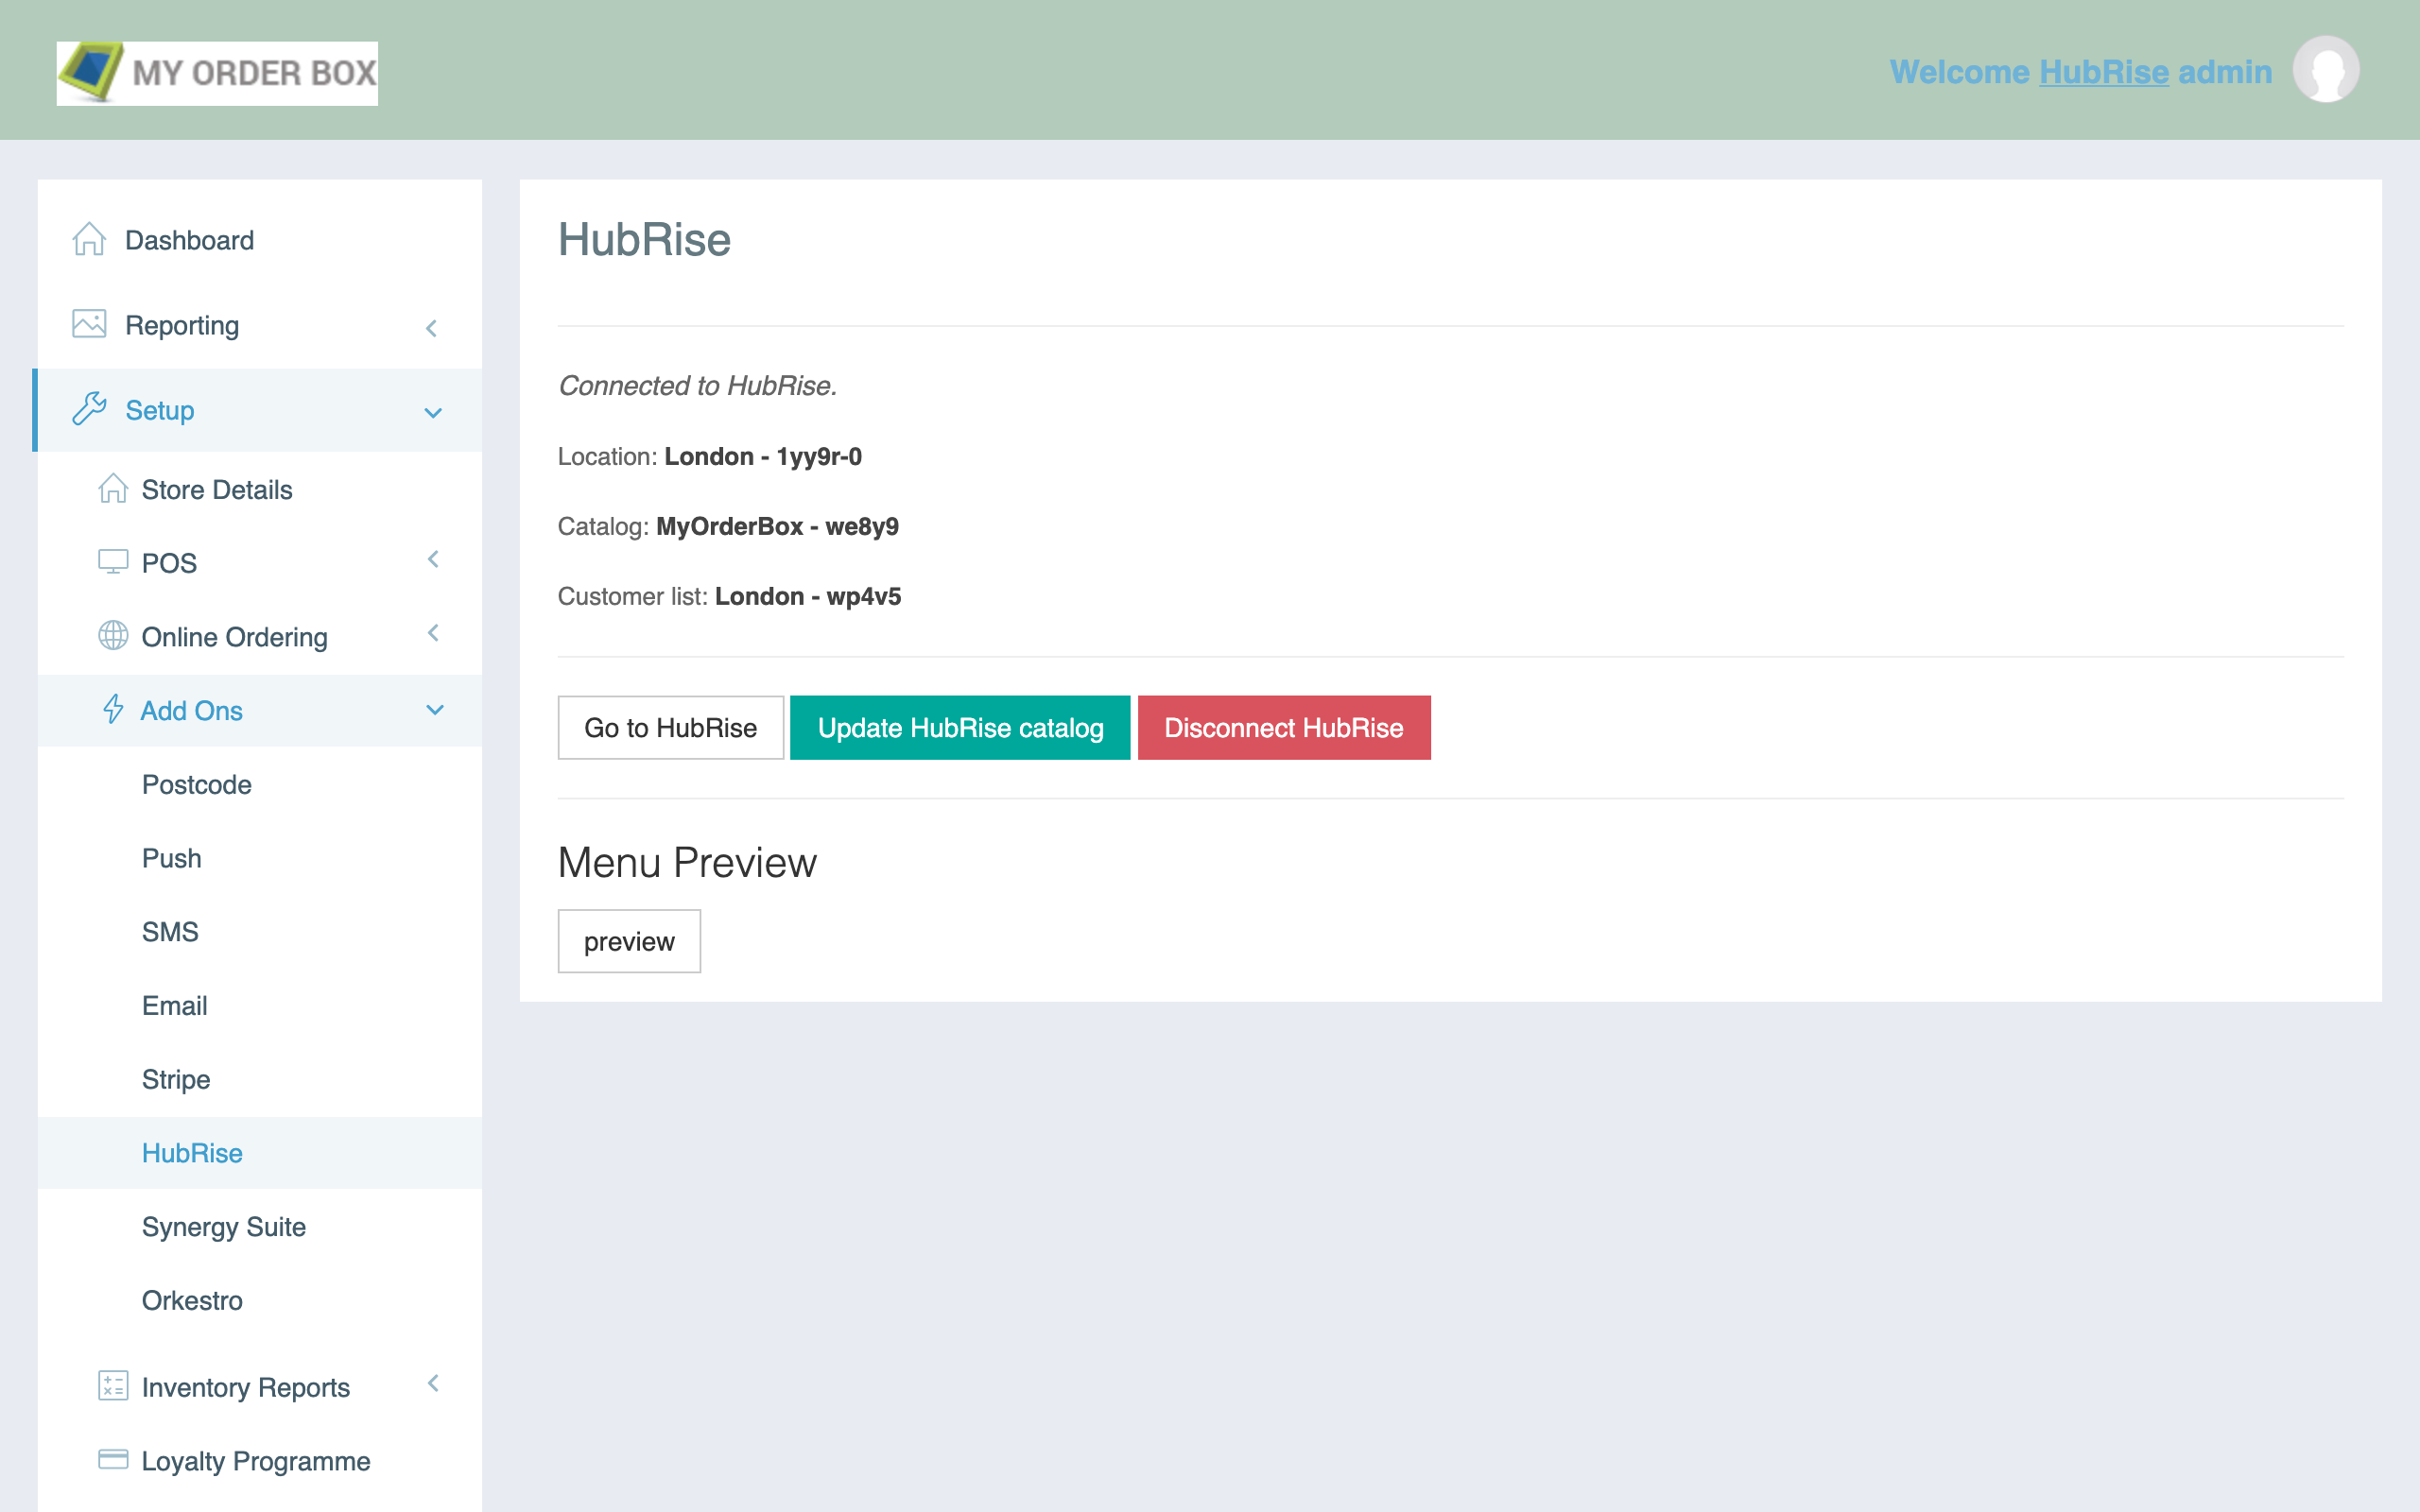 MY ORDER BOX
Welcome HubRise admin
Dashboard
Reporting
Setup
Store Details
POS
Online Ordering
Add Ons
Postcode
Push
SMS
Email
Stripe
HubRise
Synergy Suite
Orkestro
Inventory Reports
Loyalty Programme
HubRise
Connected to HubRise.
Location: London - 1yy9r-0
Catalog: MyOrderBox - we8y9
Customer list: London - wp4v5
Go to HubRise Update HubRise catalog Disconnect HubRise
Menu Preview
preview